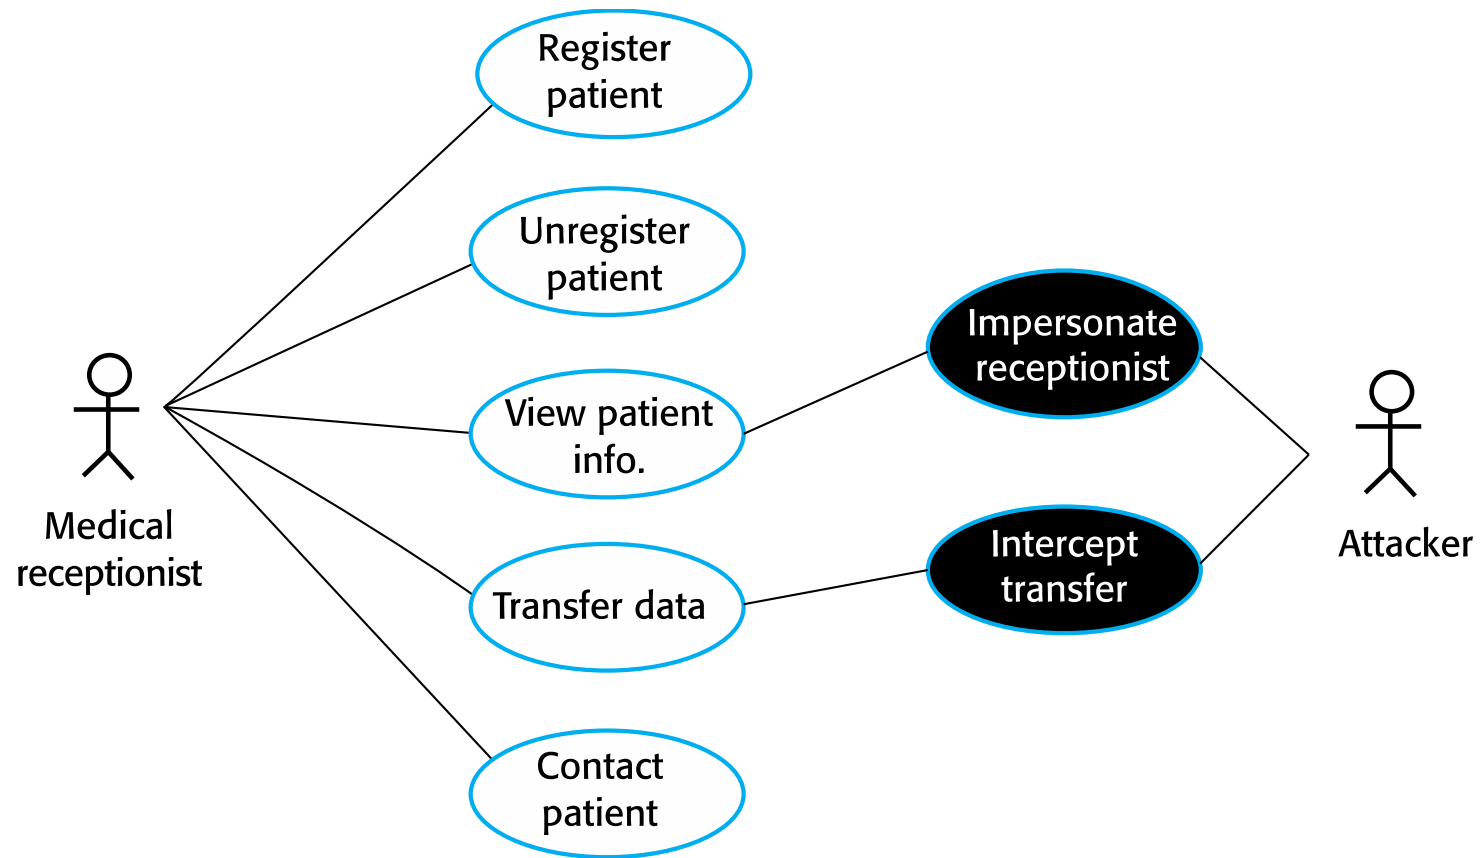 Register
patient
Unregister
patient
Impersonate
receptionist
View patient
info.
Medical
receptionist
Intercept
transfer
Attacker
Transfer data
Contact
patient